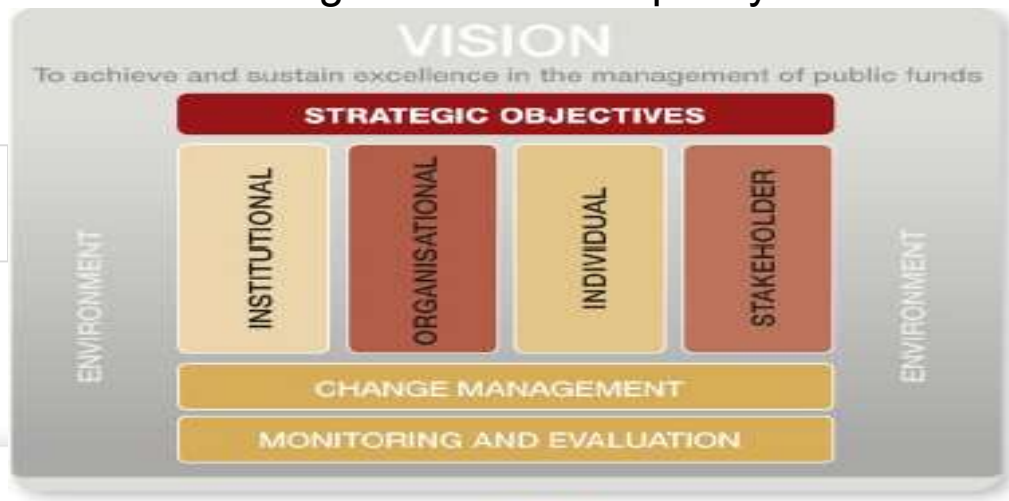 VISION
To achieve and sustain excellence in the management of public funds
STRATEGIC OBJECTIVES
ENVIRONMENT
INSTITUTIONAL
ORGANISATIONAL
INDIVIDUAL
STAKEHOLDER
ENVIRONMENT
CHANGE MANAGEMENT
MONITORING AND EVALUATION